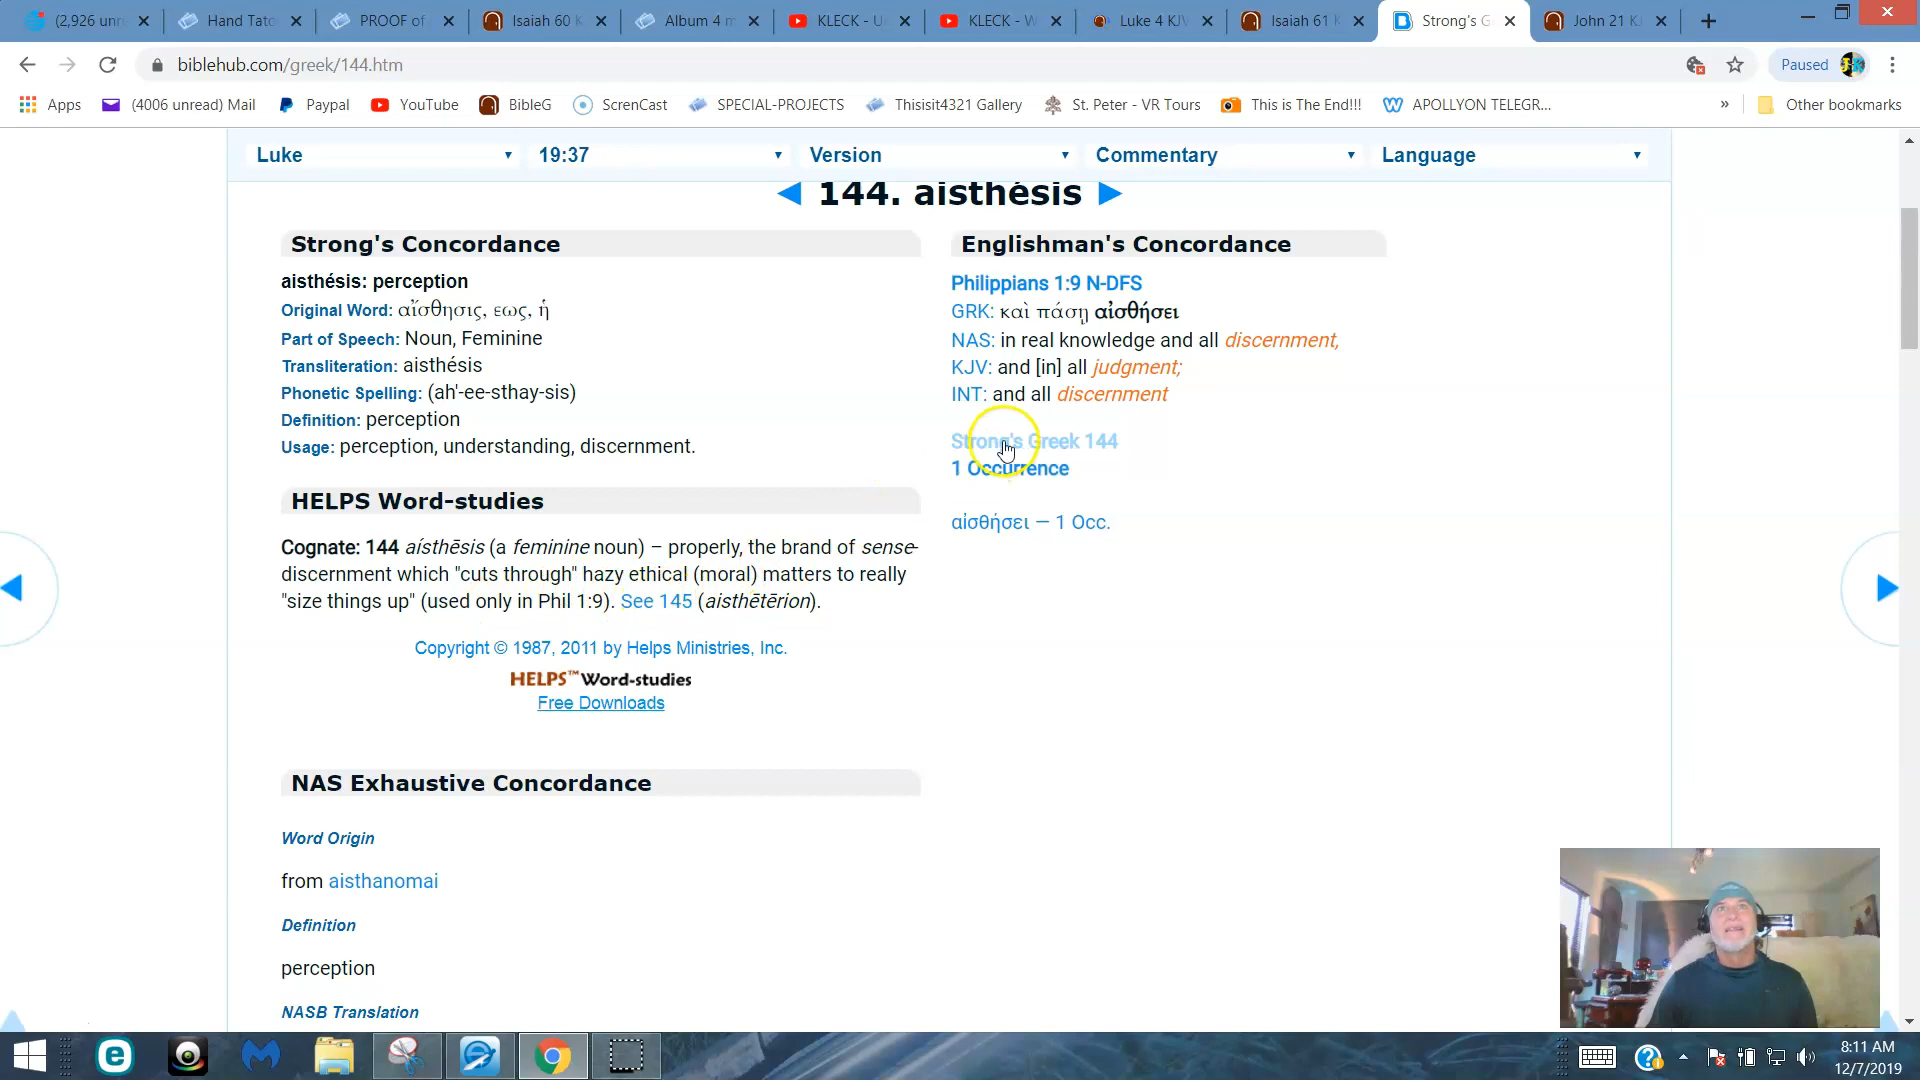 (2,926 unre
Hand Tato
PROOF of
Isaiah 60 K
Album 4 m
KLECK - U
KLECK - W
Luke 4 KJV
Isaiah 61 K
Strong's G
John 21 KJ
biblehub.com/greek/144.htm
Paused
Apps
(4006 unread) Mail
Paypal
YouTube
BibleG
ScrenCast
SPECIAL-PROJECTS
Thisisit4321 Gallery
St. Peter - VR Tours
This is The End!!!
APOLLYON TELEGR...
»
Other bookmarks
Luke
19:37
Version
Commentary
Language
144. aisthésis
Strong's Concordance
aisthésis: perception
Original Word: αἴσθησις, εως, ἡ
Part of Speech: Noun, Feminine
Transliteration: aisthésis
Phonetic Spelling: (ah'-ee-sthay-sis)
Definition: perception
Usage: perception, understanding, discernment.
HELPS Word-studies
Cognate: 144 aísthēsis (a feminine noun) – properly, the brand of sense-
discernment which "cuts through" hazy ethical (moral) matters to really
"size things up" (used only in Phil 1:9). See 145 (aisthētērion).
Copyright © 1987, 2011 by Helps Ministries, Inc.
HELPS™ Word-studies
Free Downloads
NAS Exhaustive Concordance
Word Origin
from aisthanomai
Definition
perception
NASB Translation
Englishman's Concordance
Philippians 1:9 N-DFS
GRK: καὶ πάσῃ αἰσθήσει
NAS: in real knowledge and all discernment,
KJV: and [in] all judgment;
INT: and all discernment
Strong's Greek 144
1 Occurrence
αἰσθήσει — 1 Occ.
8:11 AM
12/7/2019